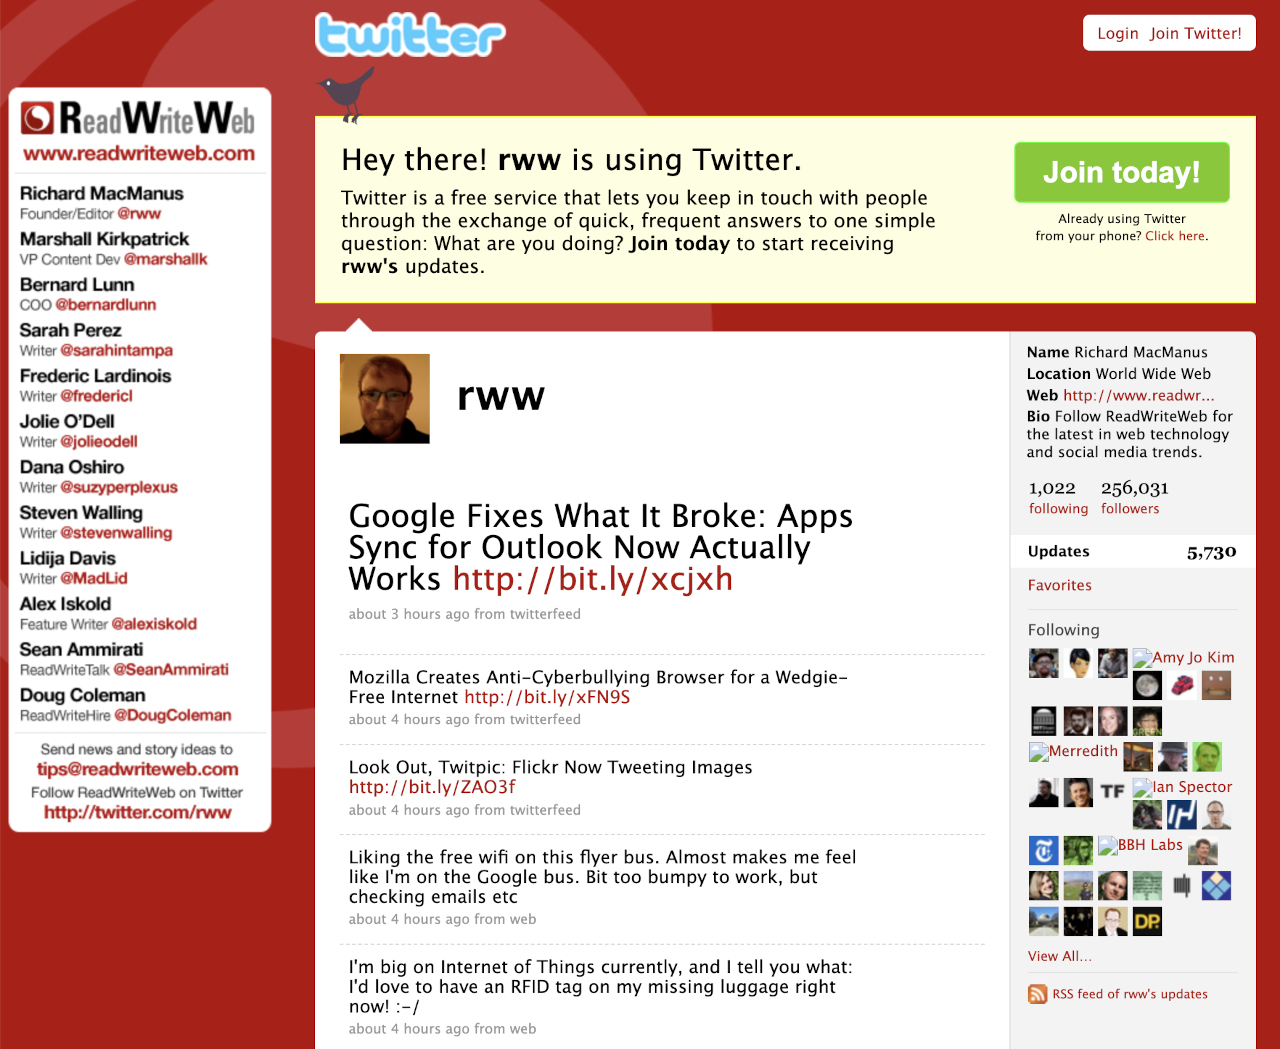 twitter
Login Join Twitter!
ReadWriteWeb
www.readwriteweb.com
Richard MacManus
Founder/Editor @rww
Marshall Kirkpatrick
VP Content Dev @marshallk
Bernard Lunn
COO @bernardlunn
Sarah Perez
Writer @sarahintampa
Frederic Lardinois
Writer @fredericl
Jolie O'Dell
Writer @jolieodell
Dana Oshiro
Writer @suzyperplexus
Steven Walling
Writer @stevenwalling
Lidija Davis
Writer @MadLid
Alex Iskold
Feature Writer @alexiskold
Sean Ammirati
ReadWriteTalk @SeanAmmirati
Doug Coleman
ReadWriteHire @DougColeman
Send news and story ideas to
tips@readwriteweb.com
Follow ReadWriteWeb on Twitter
http://twitter.com/rww
Hey there! rww is using Twitter.
Twitter is a free service that lets you keep in touch with people
through the exchange of quick, frequent answers to one simple
question: What are you doing? Join today to start receiving
rww's updates.
Join today!
Already using Twitter
from your phone? Click here.
rww
Google Fixes What It Broke: Apps
Sync for Outlook Now Actually
Works http://bit.ly/xcjxh
about 3 hours ago from twitterfeed
Mozilla Creates Anti-Cyberbullying Browser for a Wedgie-
Free Internet http://bit.ly/xFN9S
about 4 hours ago from twitterfeed
Look Out, Twitpic: Flickr Now Tweeting Images
http://bit.ly/ZAO3f
about 4 hours ago from twitterfeed
Liking the free wifi on this flyer bus. Almost makes me feel
like I'm on the Google bus. Bit too bumpy to work, but
checking emails etc
about 4 hours ago from web
I'm big on Internet of Things currently, and I tell you what:
I'd love to have an RFID tag on my missing luggage right
now! :-/
about 4 hours ago from web
Name Richard MacManus
Location World Wide Web
Web http://www.readwr...
Bio Follow ReadWriteWeb for
the latest in web technology
and social media trends.
1,022 256,031
following followers
Updates 5,730
Favorites
Following
Amy Jo Kim
GREEN
Merredith
TF
Ian Spector
BBH Labs
DP.
View All...
RSS feed of rww's updates